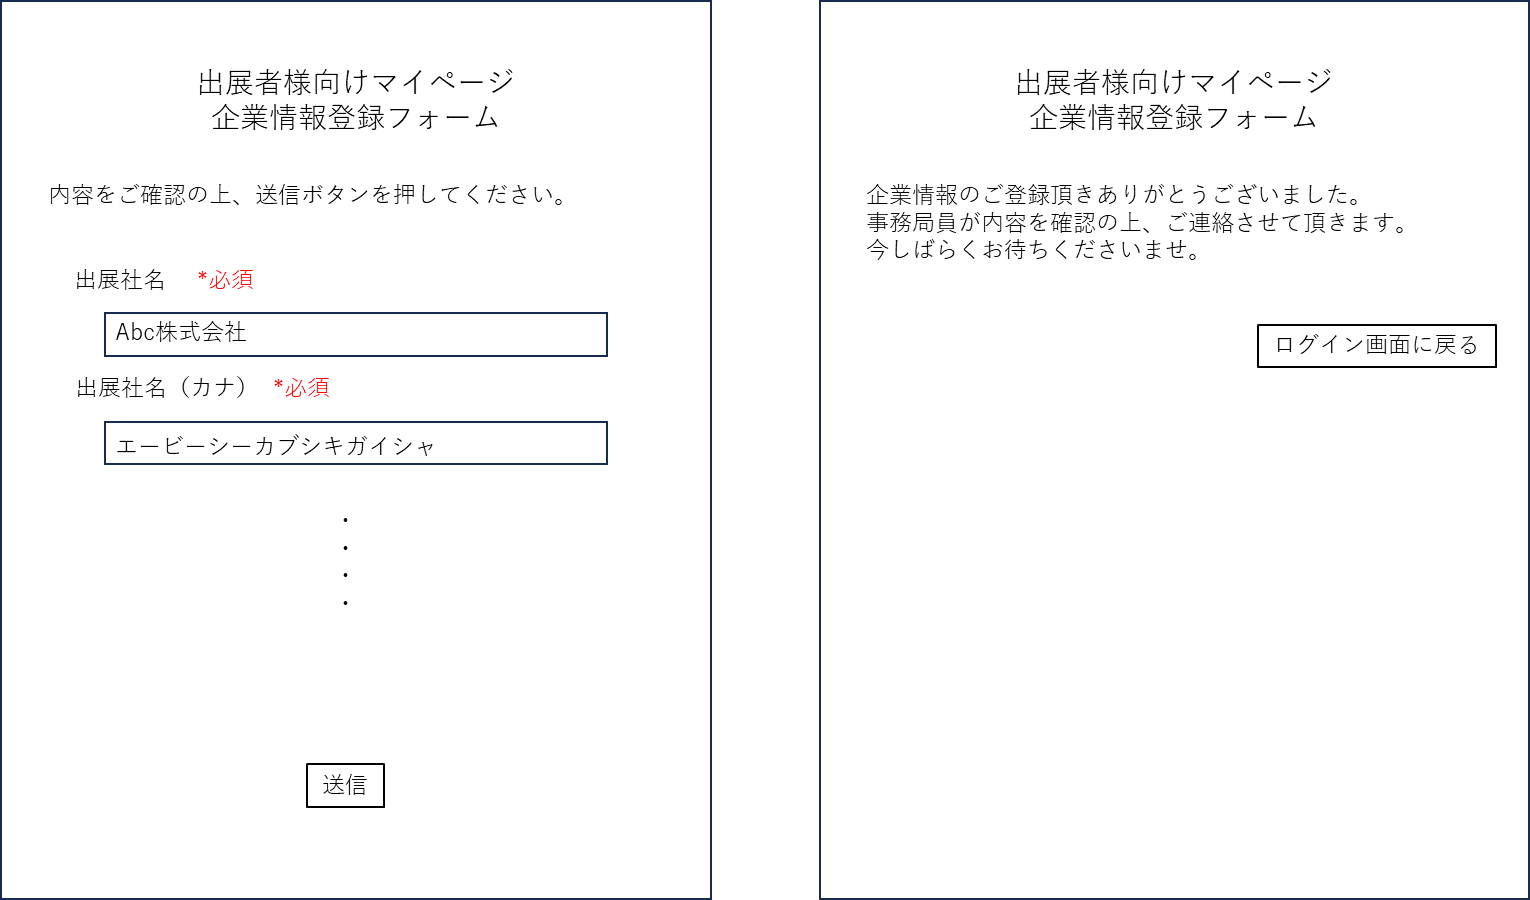 出展者様向けマイページ
企業情報登録フォーム
内容をご確認の上、送信ボタンを押してください。
出展社名 *必須
Abc株式会社
出展社名（カナ） *必須
エービーシーカブシキガイシャ
・
・
・
・
送信
出展者様向けマイページ
企業情報登録フォーム
企業情報のご登録頂きありがとうございました。
事務局員が内容を確認の上、ご連絡させて頂きます。
今しばらくお待ちくださいませ。
ログイン画面に戻る